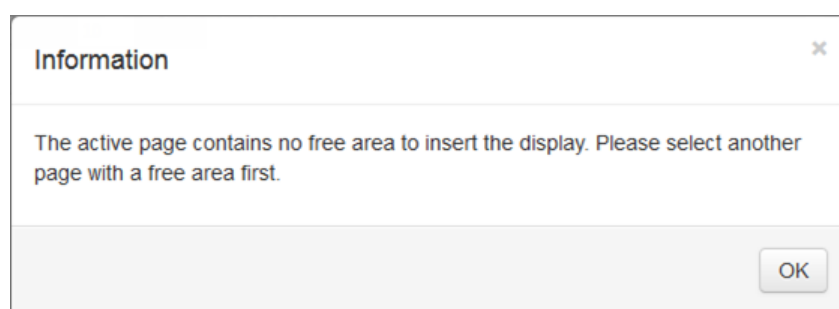 Information
×
The active page contains no free area to insert the display. Please select another
page with a free area first.
OK